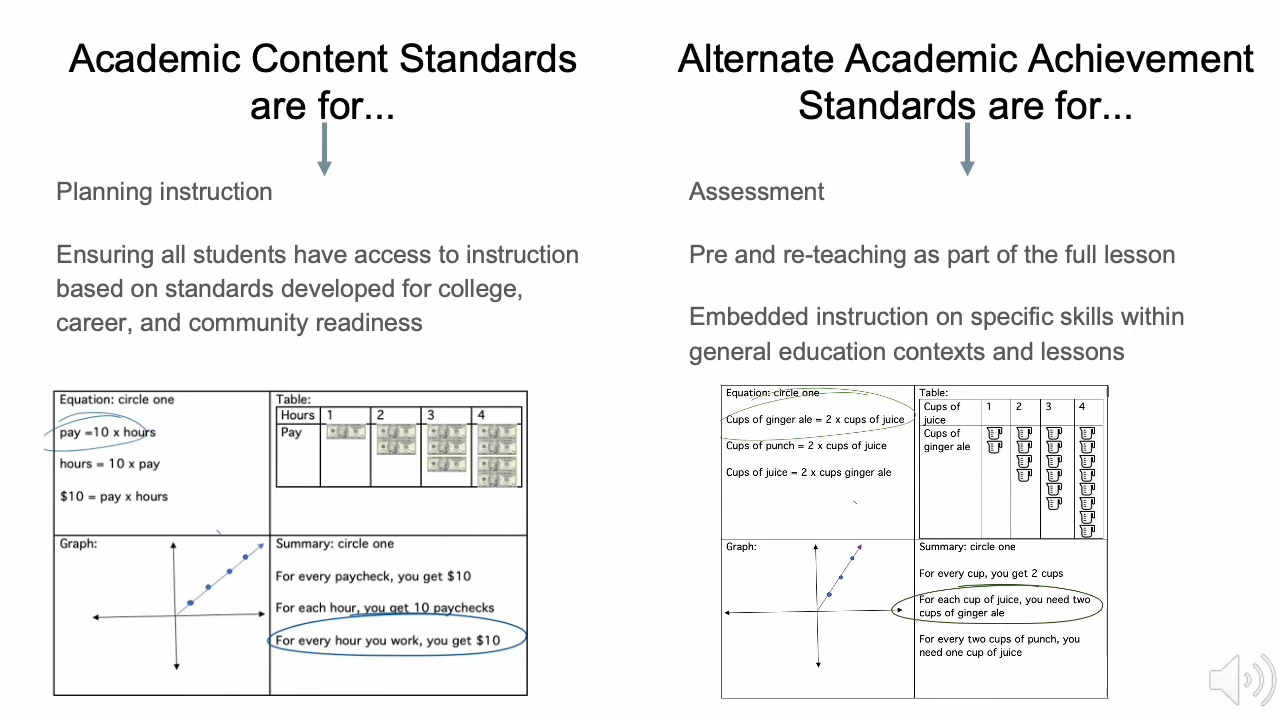 Academic Content Standards
are for...
Planning instruction
Ensuring all students have access to instruction
based on standards developed for college,
career, and community readiness
Equation: circle one
pay =10 x hours
hours = 10 x pay
$10 = pay x hours
Table:
Hours 1 2 3 4
Pay
Graph:
Summary: circle one
For every paycheck, you get $10
For each hour, you get 10 paychecks
For every hour you work, you get $10
Alternate Academic Achievement
Standards are for...
Assessment
Pre and re-teaching as part of the full lesson
Embedded instruction on specific skills within
general education contexts and lessons
Equation: circle one
Cups of ginger ale = 2 x cups of juice
Cups of punch = 2 x cups of juice
Cups of juice = 2 x cups ginger ale
Table:
Cups of 1 2 3 4
juice
Cups of
ginger ale
Graph:
Summary: circle one
For every cup, you get 2 cups
For each cup of juice, you need two
cups of ginger ale
For every two cups of punch, you
need one cup of juice